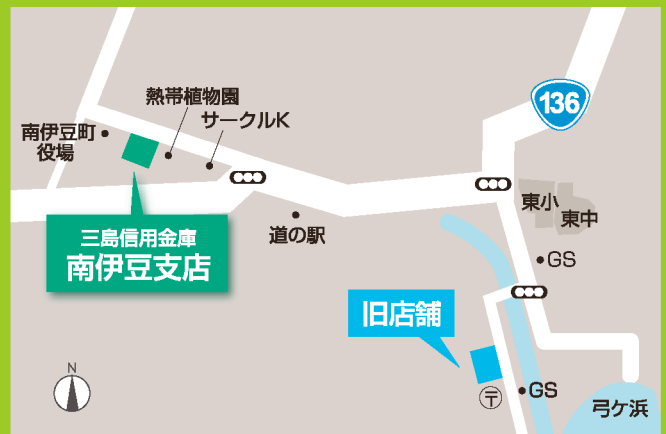 136
熱帯植物園
サークルK
南伊豆町
役場
三島信用金庫
南伊豆支店
道の駅
東小
東中
GS
旧店舗
〒
GS
弓ケ浜
N